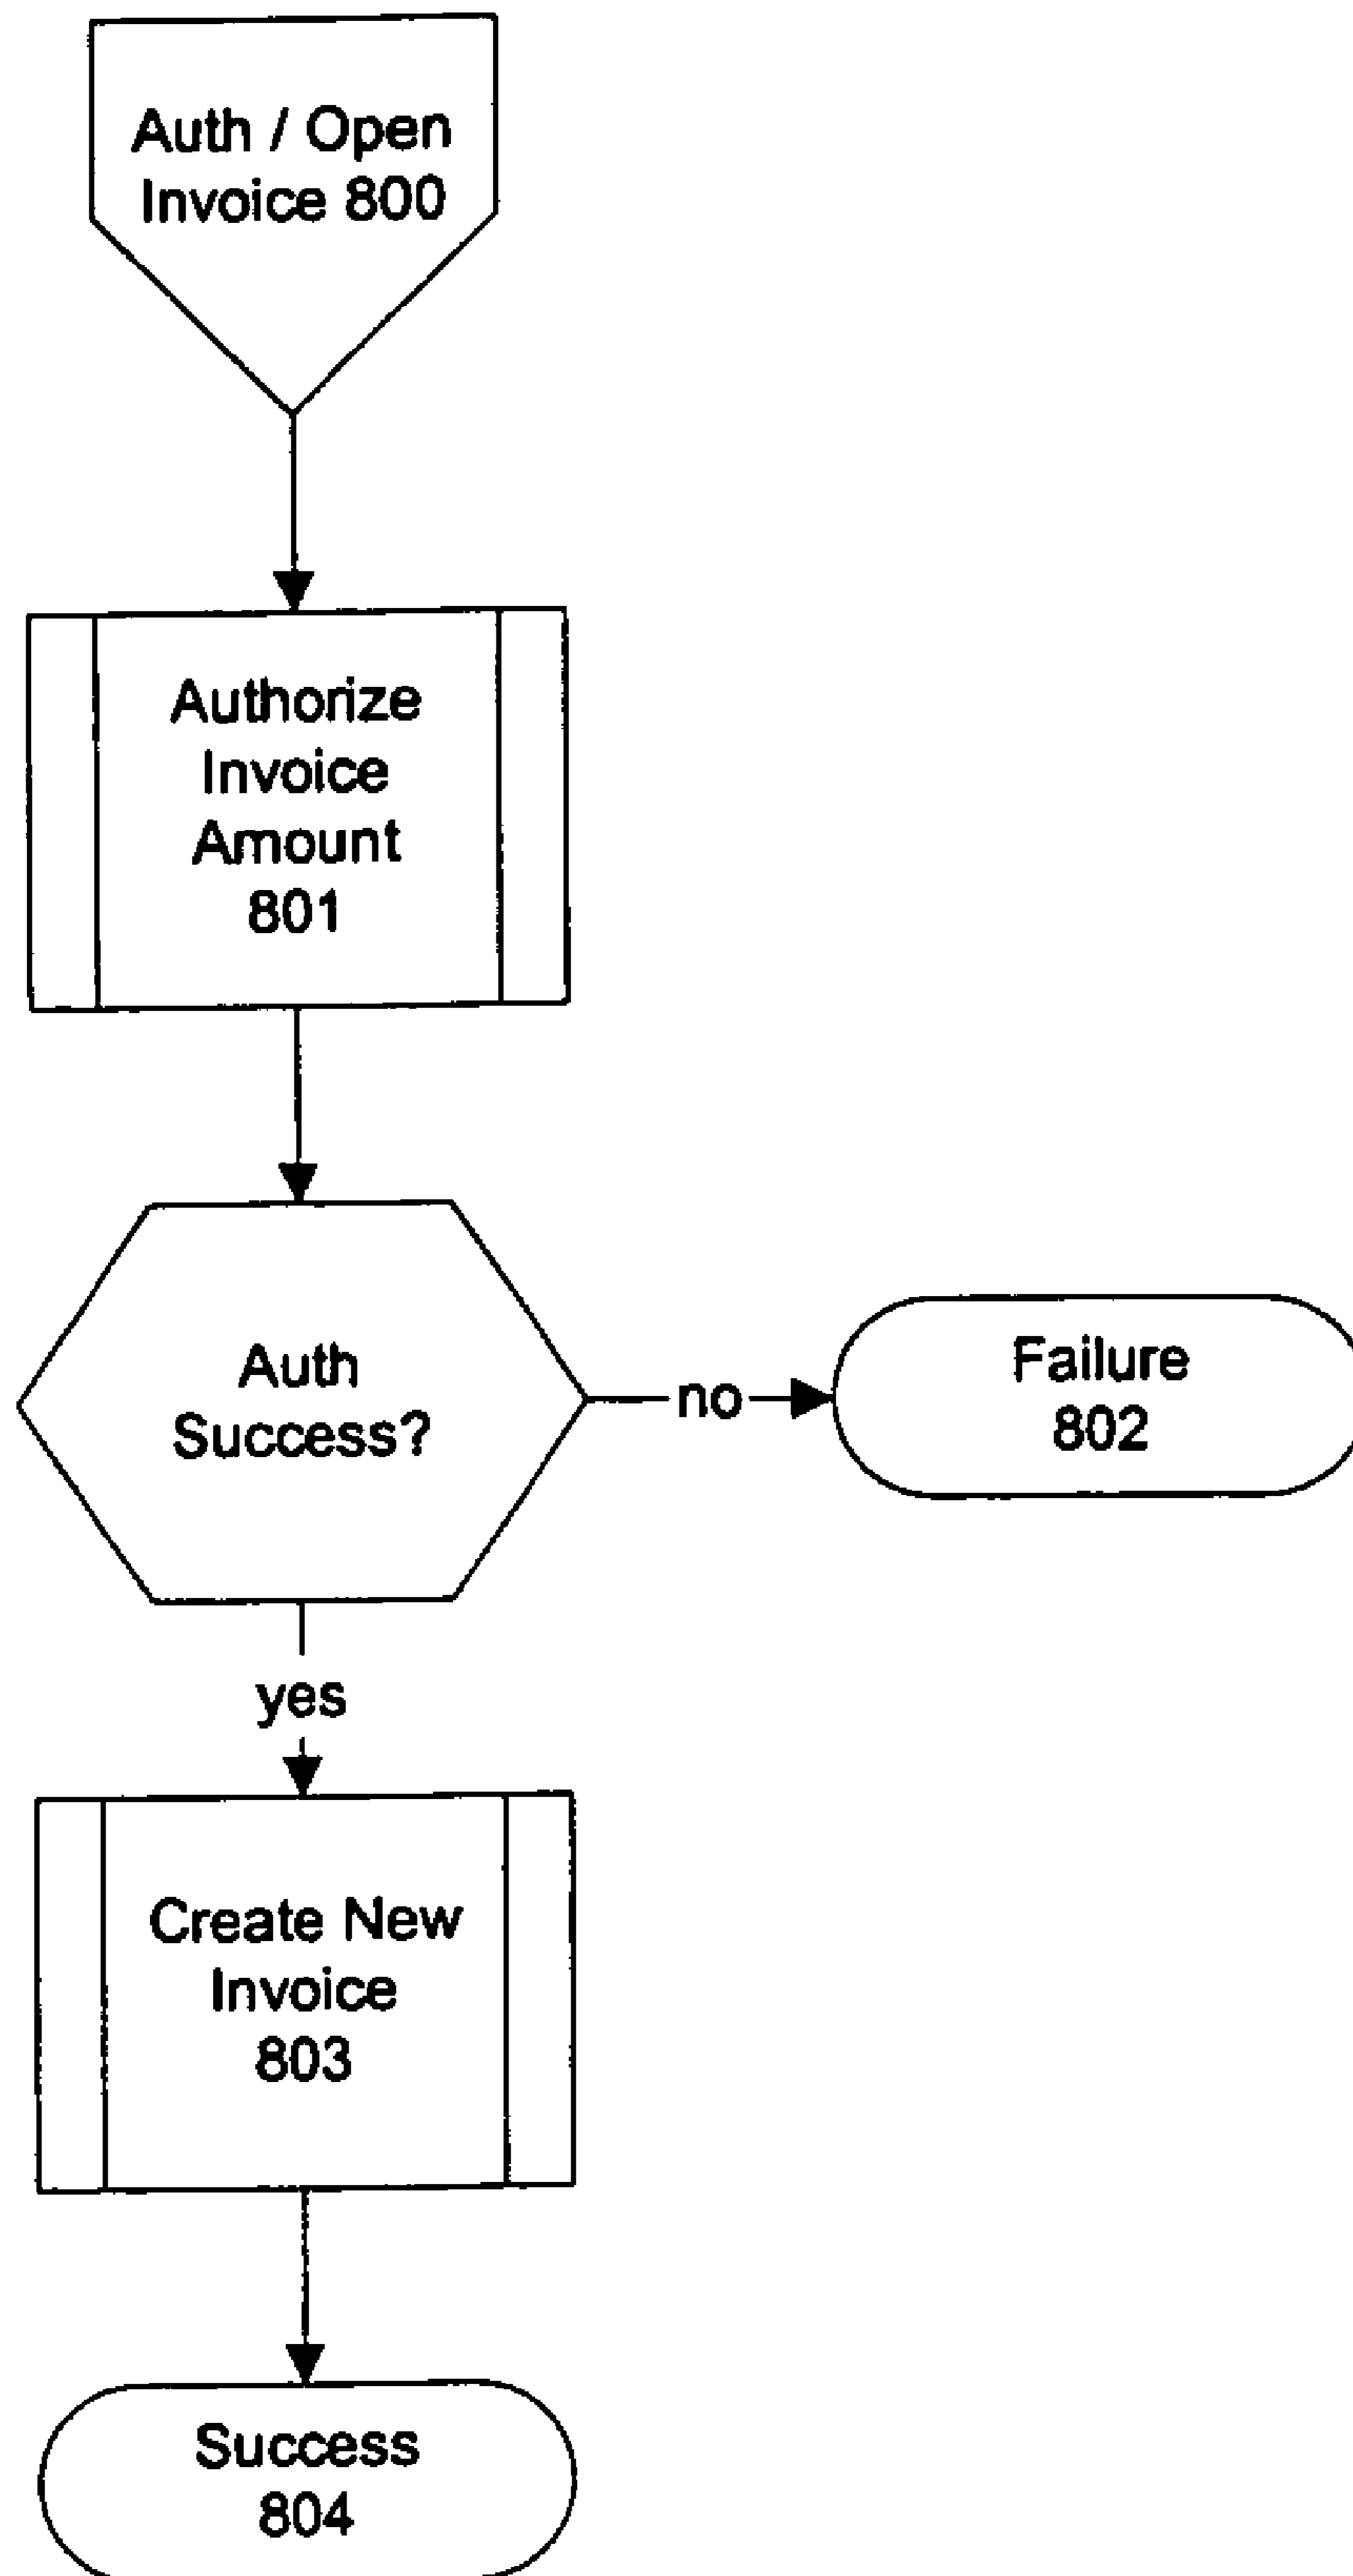 Auth / Open
Invoice 800
Authorize
Invoice
Amount
801
Auth
Success?
no
Failure
802
yes
Create New
Invoice
803
Success
804